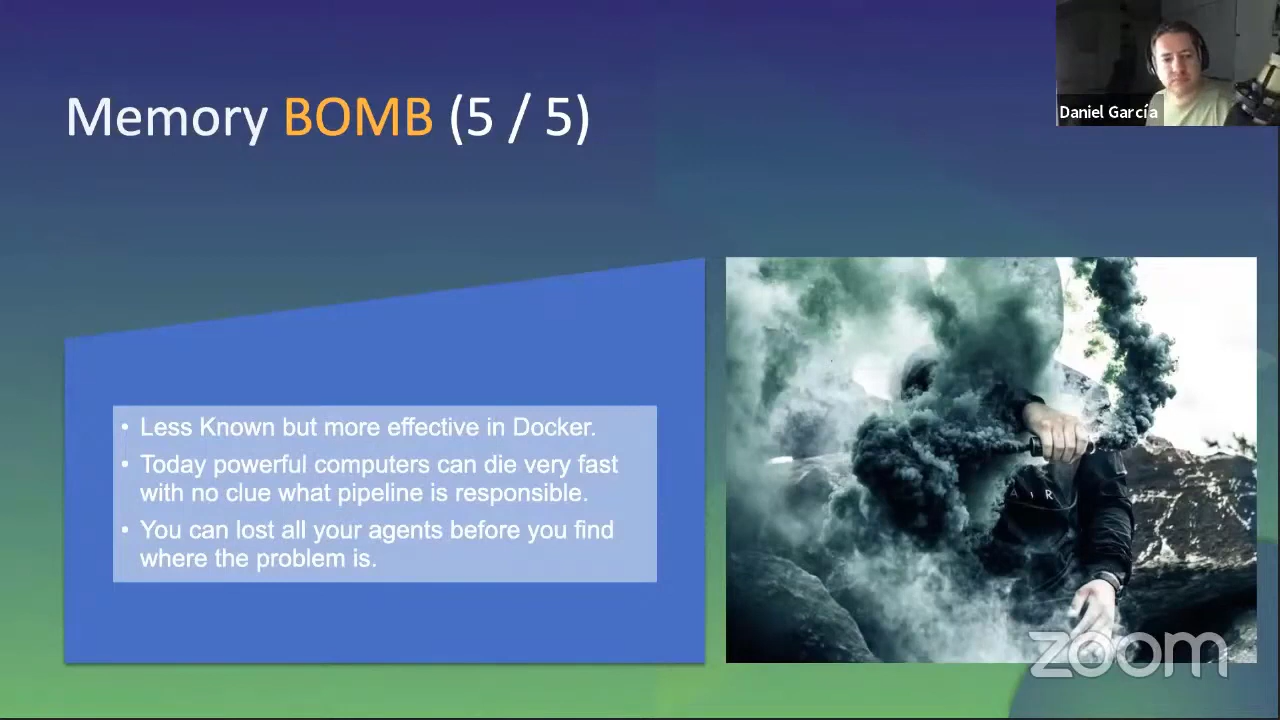 Memory BOMB (5 / 5)
Daniel García
• Less Known but more effective in Docker.
• Today powerful computers can die very fast
with no clue what pipeline is responsible.
• You can lost all your agents before you find
where the problem is.
A I R
zoom